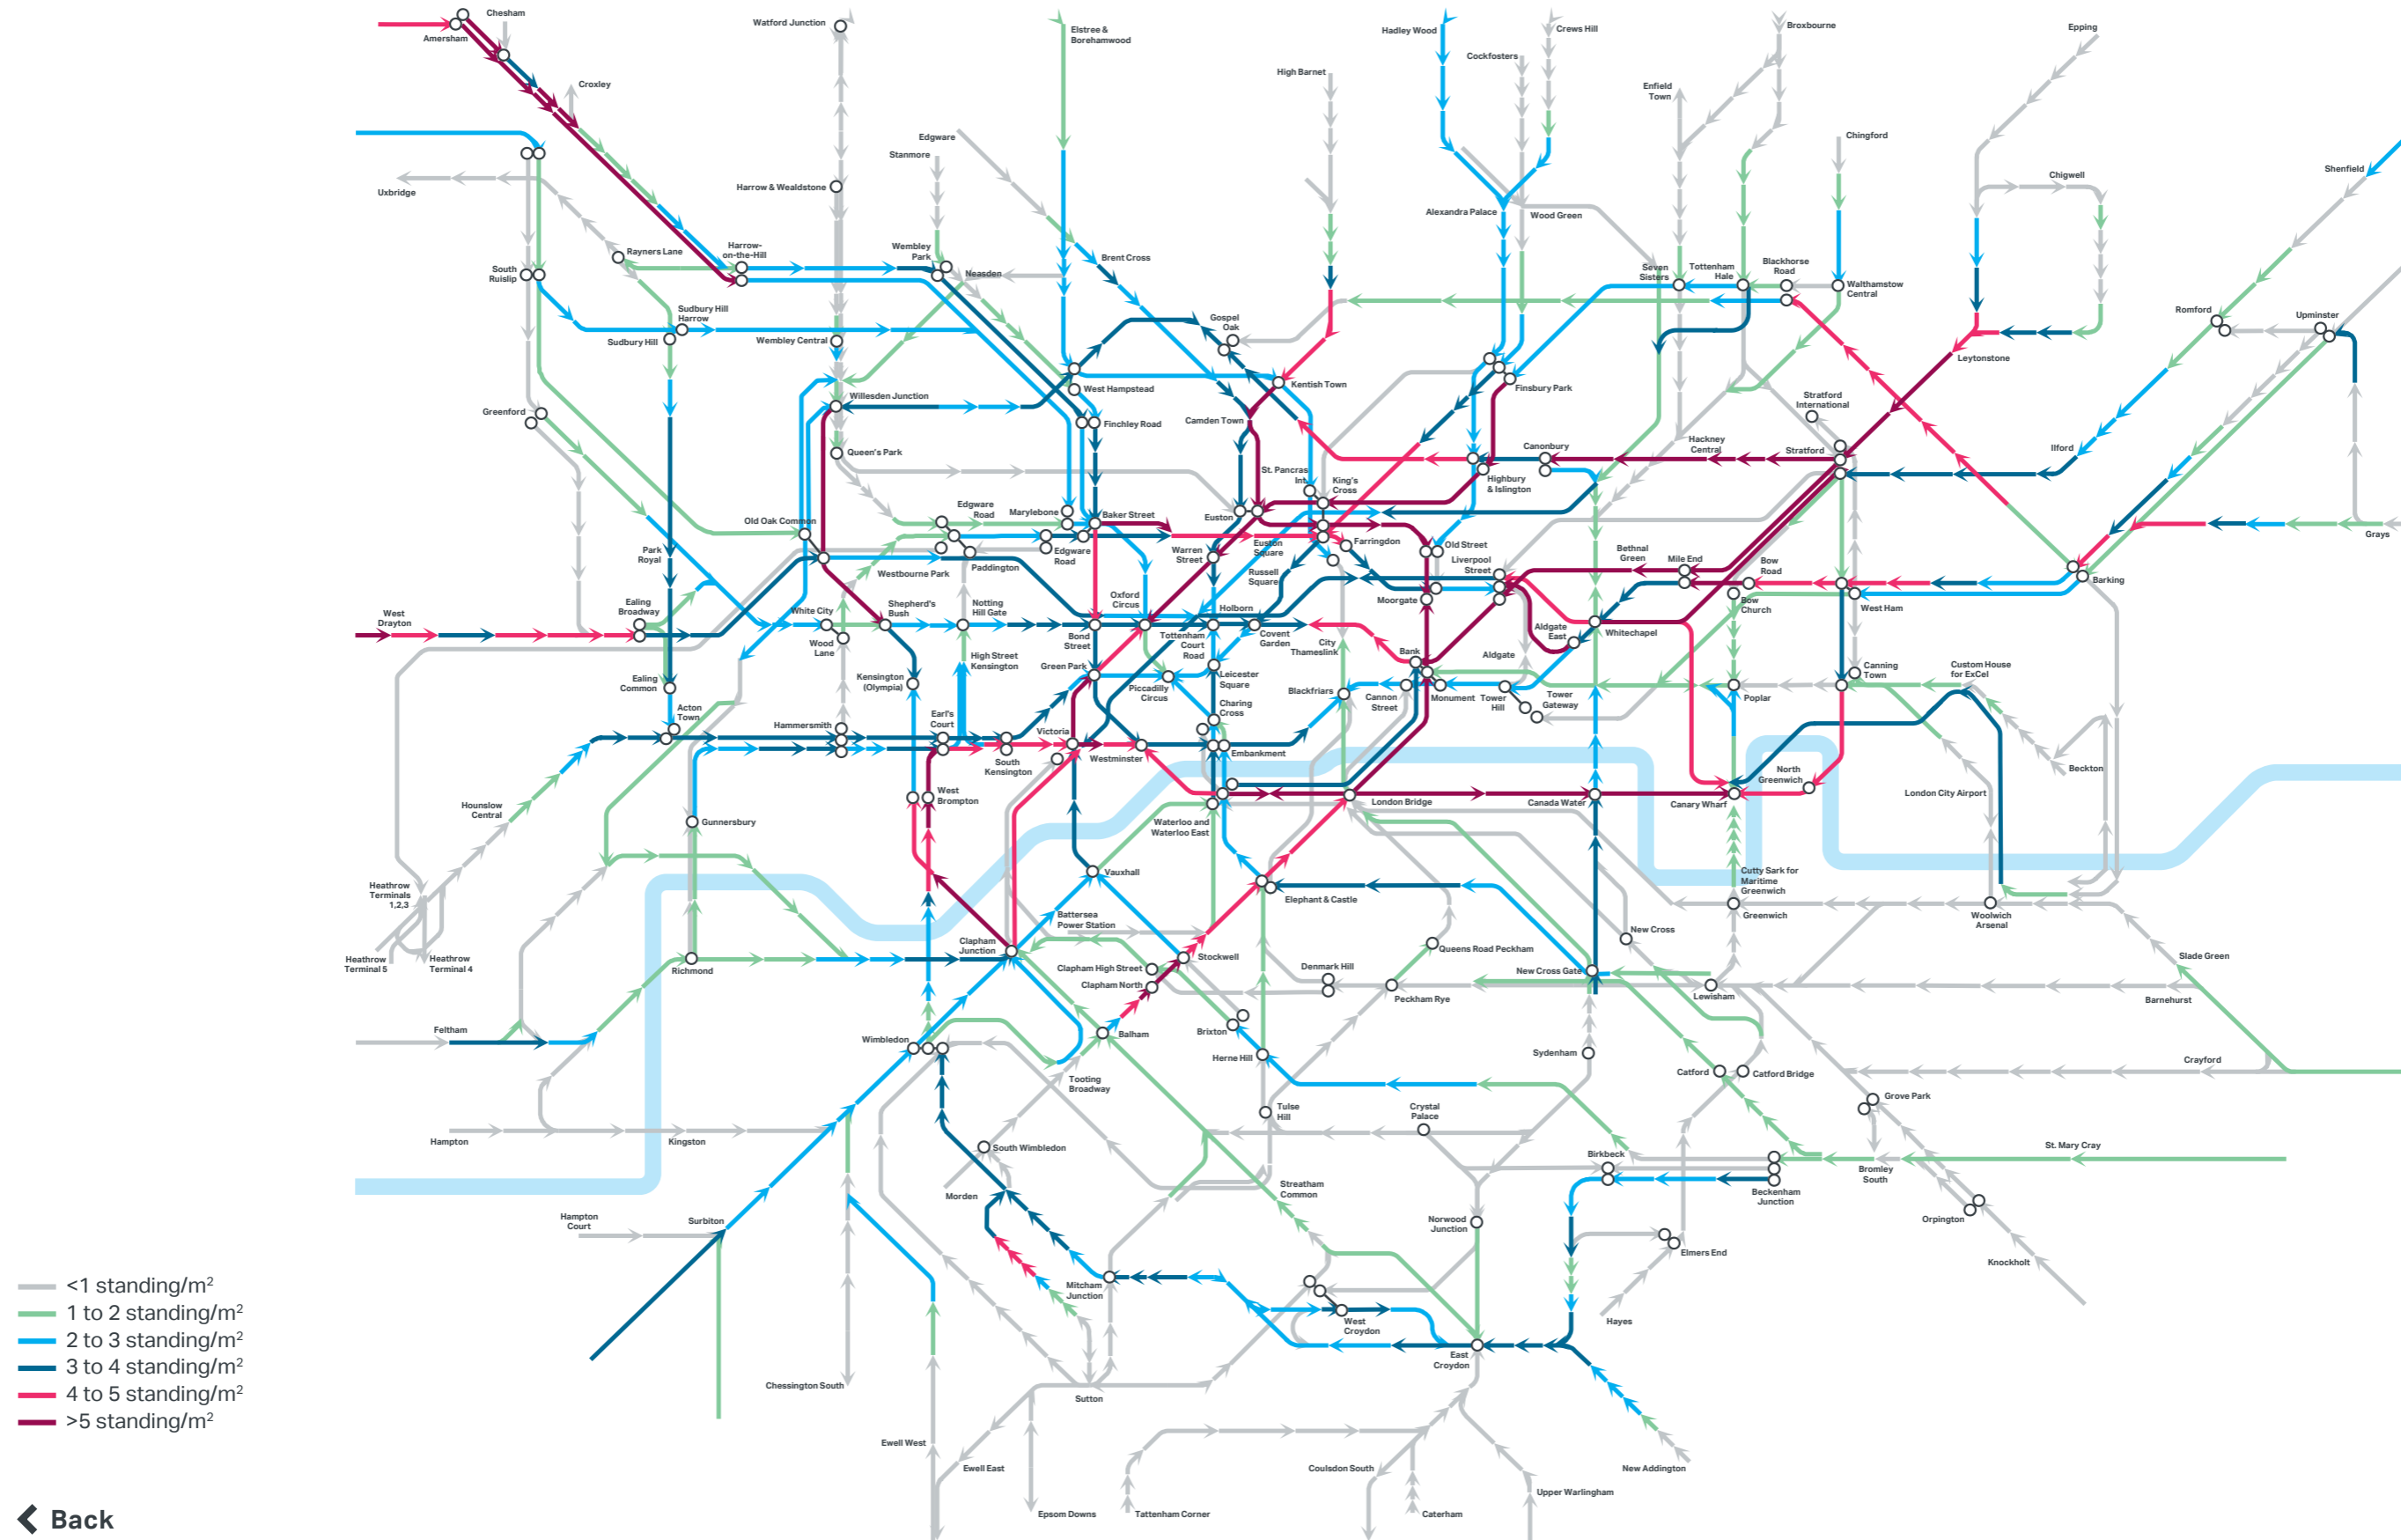 Chesham
Amersham
Watford Junction
Elstree &
Borehamwood
Hadley Wood
Crews Hill
Broxbourne
Epping
Cockfosters
High Barnet
Croxley
Enfield
Town
Edgware
Stanmore
Chingford
Shenfield
Uxbridge
Harrow & Wealdstone
Chigwell
Alexandra Palace
Wood Green
Rayners Lane
Harrow-
on-the-Hill
Wembley
Park
Neasden
Brent Cross
South
Ruislip
Seven
Sisters
Tottenham
Hale
Blackhorse
Road
Walthamstow
Central
Sudbury Hill
Harrow
Sudbury Hill
Wembley Central
Gospel
Oak
Romford
Upminster
Leytonstone
West Hampstead
Kentish Town
Finsbury Park
Willesden Junction
Greenford
Finchley Road
Camden Town
Stratford
International
Queen's Park
Canonbury
Hackney
Central
Stratford
Ilford
St. Pancras
Int.
King's
Cross
Highbury
& Islington
Old Oak Common
Edgware
Road
Marylebone
Baker Street
Euston
Grays
Park
Royal
Westbourne Park
Paddington
Edgware
Road
Warren
Street
Euston
Square
Russell
Square
Farringdon
Old Street
Liverpool
Street
Bethnal
Green
Mile End
Bow
Road
Barking
West
Drayton
Ealing
Broadway
White City
Shepherd's
Bush
Notting
Hill Gate
Oxford
Circus
Holborn
Moorgate
Bow
Church
West Ham
Wood
Lane
Bond
Street
Tottenham
Court
Road
Covent
Garden
City
Thameslink
Aldgate
East
Whitechapel
Ealing
Common
Kensington
(Olympia)
High Street
Kensington
Green Park
Piccadilly
Circus
Leicester
Square
Bank
Aldgate
Canning
Town
Custom House
for ExCel
Acton
Town
Hammersmith
Earl's
Court
Charing
Cross
Blackfriars
Cannon
Street
Monument
Tower
Hill
Tower
Gateway
Poplar
South
Kensington
Victoria
Westminster
Embankment
Hounslow
Central
Gunnersbury
West
Brompton
Waterloo and
Waterloo East
London Bridge
Canada Water
Canary Wharf
North
Greenwich
London City Airport
Beckton
Heathrow
Terminals
1,2,3
Vauxhall
Elephant & Castle
Cutty Sark for
Maritime
Greenwich
Greenwich
Woolwich
Arsenal
Heathrow
Terminal 5
Heathrow
Terminal 4
Richmond
Clapham
Junction
Battersea
Power Station
Clapham High Street
Clapham North
Stockwell
Denmark Hill
Queens Road Peckham
New Cross
New Cross Gate
Peckham Rye
Lewisham
Slade Green
Barnehurst
Feltham
Wimbledon
Balham
Brixton
Herne Hill
Sydenham
Catford
Catford Bridge
Crayford
Tooting
Broadway
Hampton
Kingston
South Wimbledon
Tulse
Hill
Crystal
Palace
Grove Park
Morden
Streatham
Common
Birkbeck
Beckenham
Junction
Bromley
South
St. Mary Cray
Hampton
Court
Surbiton
Norwood
Junction
Orpington
Elmers End
Knockholt
Mitcham
Junction
West
Croydon
East
Croydon
Hayes
Chessington South
Sutton
Ewell West
Ewell East
Epsom Downs
Tattenham Corner
Coulsdon South
Caterham
Upper Warlingham
New Addington
<1 standing/m²
1 to 2 standing/m²
2 to 3 standing/m²
3 to 4 standing/m²
4 to 5 standing/m²
>5 standing/m²
Back